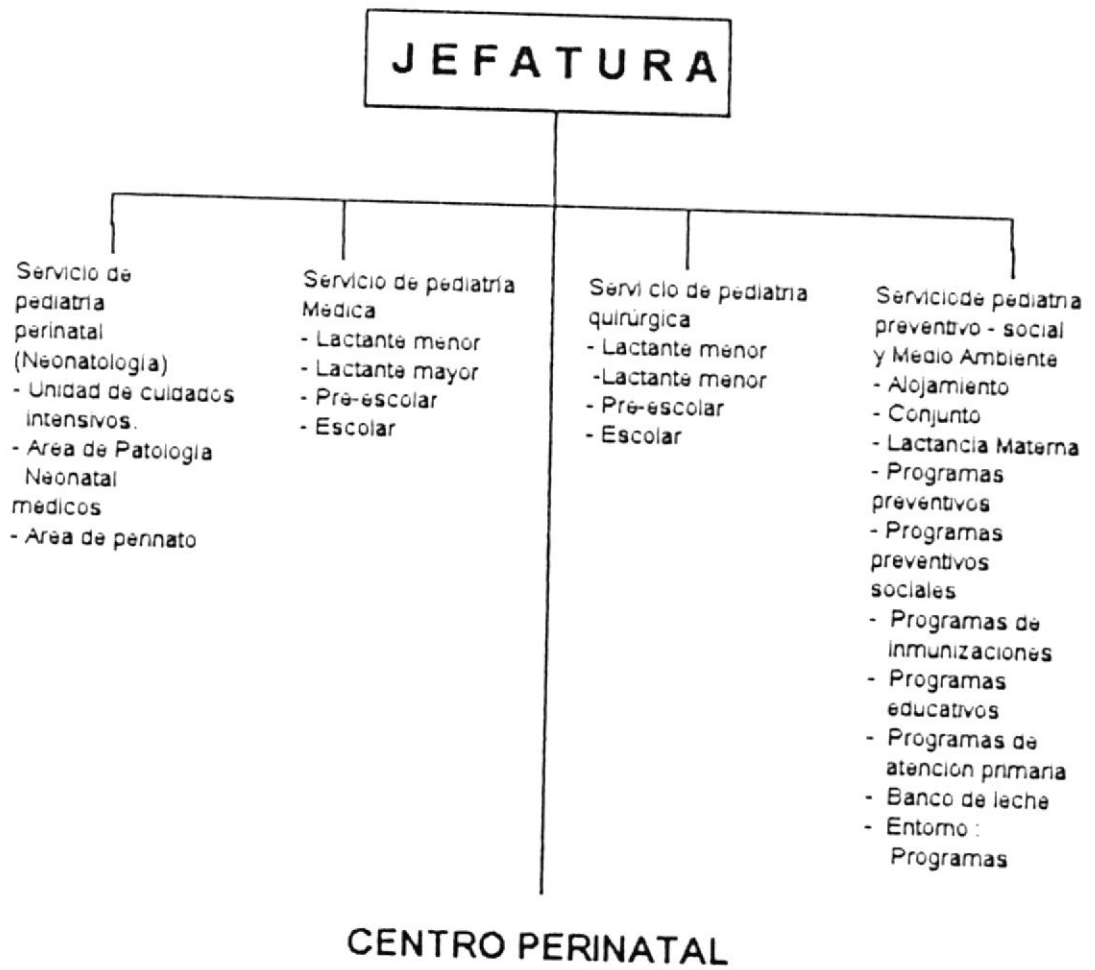 JEFATURA
Servicio de
pediatría
perinatal
(Neonatología)
- Unidad de cuidados
intensivos.
- Area de Patología
Neonatal
médicos
- Area de perinato
Servicio de pediatría
Médica
- Lactante menor
- Lactante mayor
- Pre-escolar
- Escolar
Servi cio de pediatría
quirúrgica
- Lactante menor
-Lactante menor
- Pre-escolar
- Escolar
Serviciode pediatría
preventivo - social
y Medio Ambiente
- Alojamiento
- Conjunto
- Lactancia Materna
- Programas
preventivos
- Programas
preventivos
sociales
- Programas de
inmunizaciones
- Programas
educativos
- Programas de
atención primaria
- Banco de leche
- Entorno :
Programas
CENTRO PERINATAL